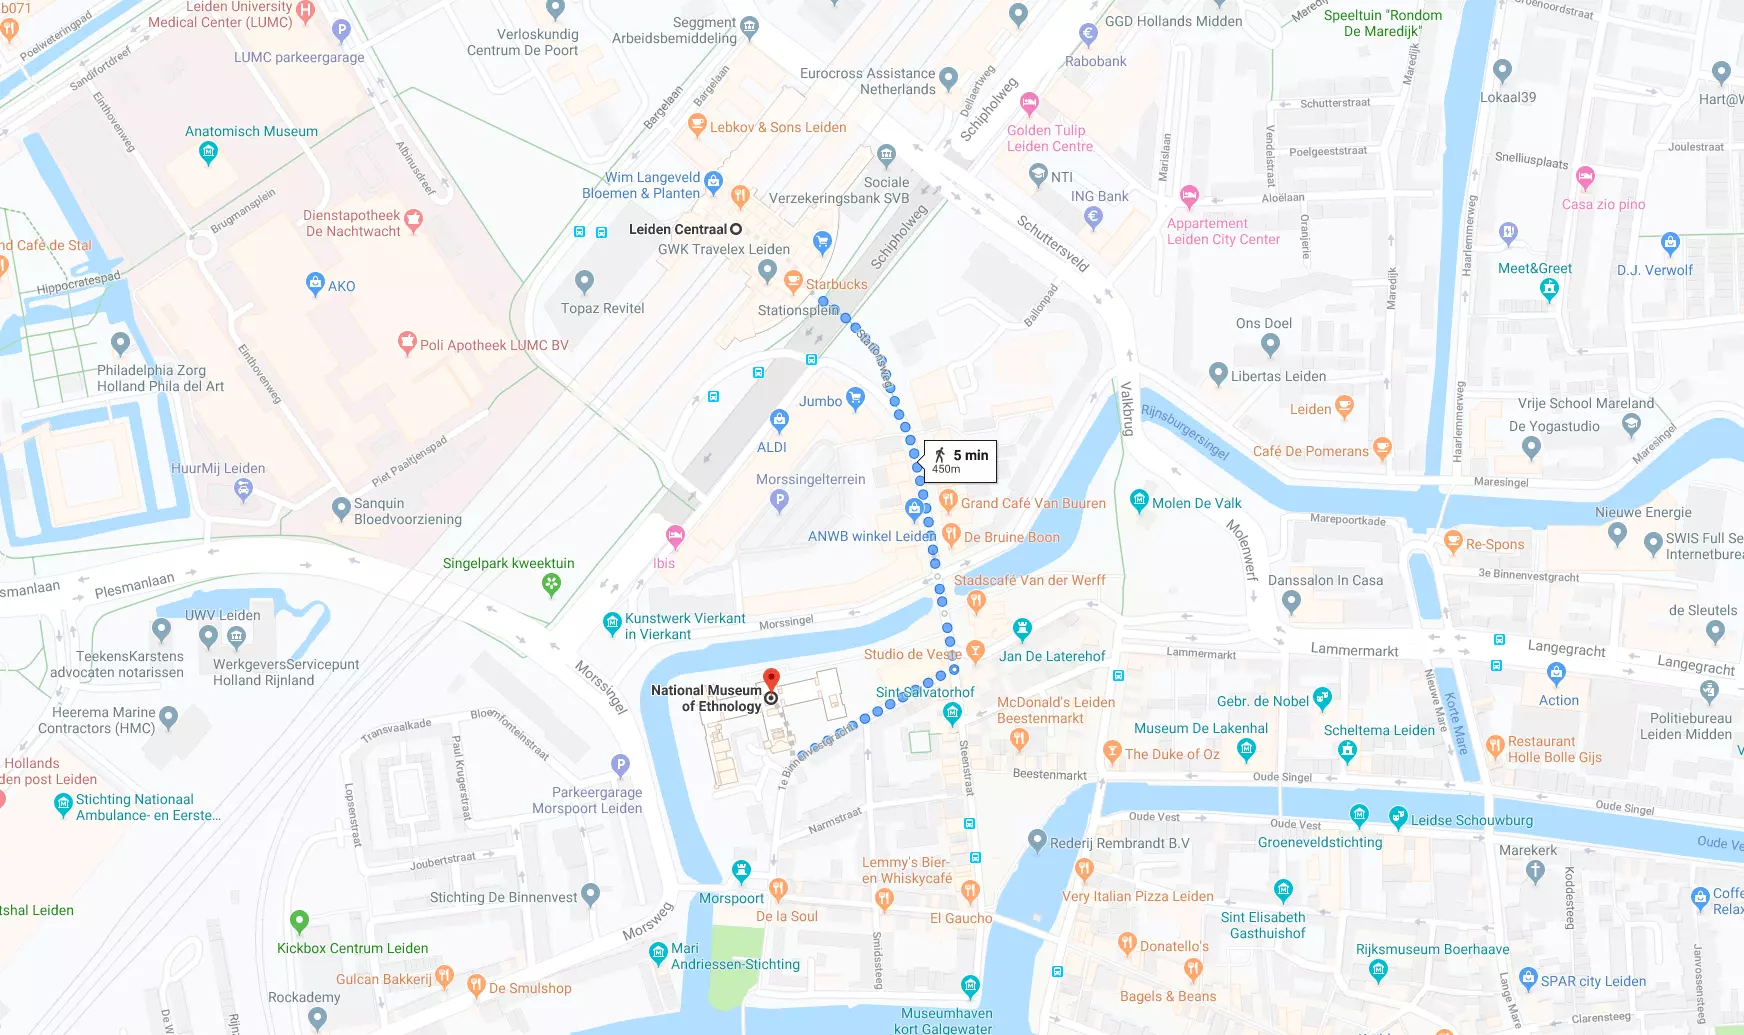 b071
Leiden University
Medical Center (LUMC)
LUMC parkeergarage
Poelweteringpad
Sandifortdreef
Einthovenweg
Verloskundig
Centrum De Poort
Seggment
Arbeidsbemiddeling
Eurocross Assistance
Netherlands
GGD Hollands Midden
Rabobank
Maredijk
Speeltuin "Rondom
De Maredijk"
Groenoordstraat
Maredijk
Lokaal39
Hart@W
Schutterstraat
Bargelaan
Bargelaan
Dellaertweg
Schipholweg
Anatomisch Museum
Lebkov & Sons Leiden
Golden Tulip
Leiden Centre
Vendelstraat
Poelgeeststraat
Joulestraat
Snelliusplaats
Albinusdreef
Brugmansplein
Wim Langeveld
Bloemen & Planten
Sociale
Verzekeringsbank SVB
NTI
ING Bank
Marislaan
Aloëlaan
Casa zio pino
Dienstapotheek
De Nachtwacht
Leiden Centraal
GWK Travelex Leiden
Schipholweg
Schuttersveld
Appartement
Leiden City Center
Oranjerie
Haarlemmerweg
nd Café de Stal
Hippocratespad
AKO
Topaz Revitel
Starbucks
Stationsplein
Ballonpad
Maredijk
Meet&Greet
D.J. Verwolf
Poli Apotheek LUMC BV
Philadelphia Zorg
Holland Phila del Art
Einthovenweg
Stationsweg
Ons Doel
Libertas Leiden
Valkbrug
Rijnsburgersingel
Leiden
Haarlemmerweg
Vrije School Mareland
De Yogastudio
Maresingel
Jumbo
ALDI
Café De Pomerans
HuurMij Leiden
Piet Paaltjenspad
5 min
450m
Morssingelterrein
Maresingel
Sanquin
Bloedvoorziening
Grand Café Van Buuren
Molen De Valk
Marepoortkade
Nieuwe Energie
ANWB winkel Leiden
De Bruine Boon
Molenwerf
Re-Spons
SWIS Full Se
Internetburea
Singelpark kweektuin
Ibis
smanlaan
Plesmanlaan
Stadscafé Van der Werff
Danssalon In Casa
3e Binnenvestgracht
de Sleutels
UWV Leiden
Kunstwerk Vierkant
in Vierkant
Morssingel
TeekensKarstens
advocaten notarissen
WerkgeversServicepunt
Holland Rijnland
Studio de Veste
Jan De Laterehof
Lammermarkt
Lammermarkt
Langegracht
Langegracht
Morssingel
National Museum
of Ethnology
Sint Salvatorhof
Nieuwe Mare
Korte Mare
Action
Heerema Marine
Contractors (HMC)
Transvaalkade
Bloemfonteinstraat
McDonald's Leiden
Beestenmarkt
Gebr. de Nobel
Museum De Lakenhal
Scheltema Leiden
Politiebureau
Leiden Midden
Paul Krugerstraat
1e Binnenvestgracht
Steenstraat
The Duke of Oz
Restaurant
Holle Bolle Gijs
Hollands
den post Leiden
Beestenmarkt
Oude Singel
Oude Singel
Lopsenstraat
Parkeergarage
Morspoort Leiden
Stichting Nationaal
Ambulance- en Eerste...
Narmstraat
Oude Vest
Oude Vest
Leidse Schouwburg
Oude Ve
Groeneveldstichting
Rederij Rembrandt B.V
Marekerk
Joubertstraat
Lemmy's Bier-
en Whiskycafé
Stichting De Binnenvest
Morspoort
De la Soul
El Gaucho
Very Italian Pizza Leiden
Koddesteeg
Coffe
Relax
tshal Leiden
Morsweg
Sint Elisabeth
Gasthuishof
Kickbox Centrum Leiden
Mari
Andriessen-Stichting
Smidssteeg
Donatello's
Rijksmuseum Boerhaave
Gulcan Bakkerij
De Smulshop
Bagels & Beans
SPAR city Leiden
Lange Mare
Janvossensteeg
Rockademy
De W
Rijnz
Museumhaven
kort Galgewater
Clarensteeg